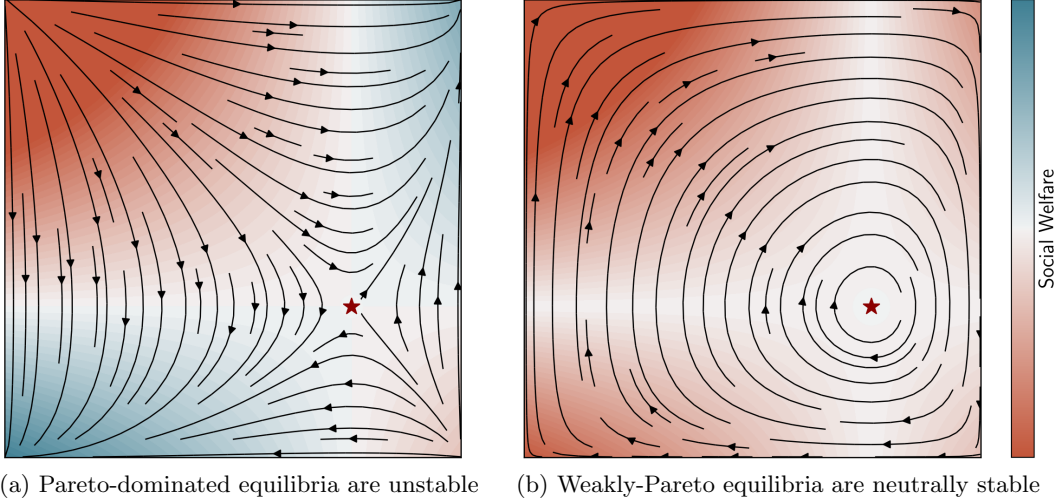 Social Welfare
(a) Pareto-dominated equilibria are unstable
(b) Weakly-Pareto equilibria are neutrally stable